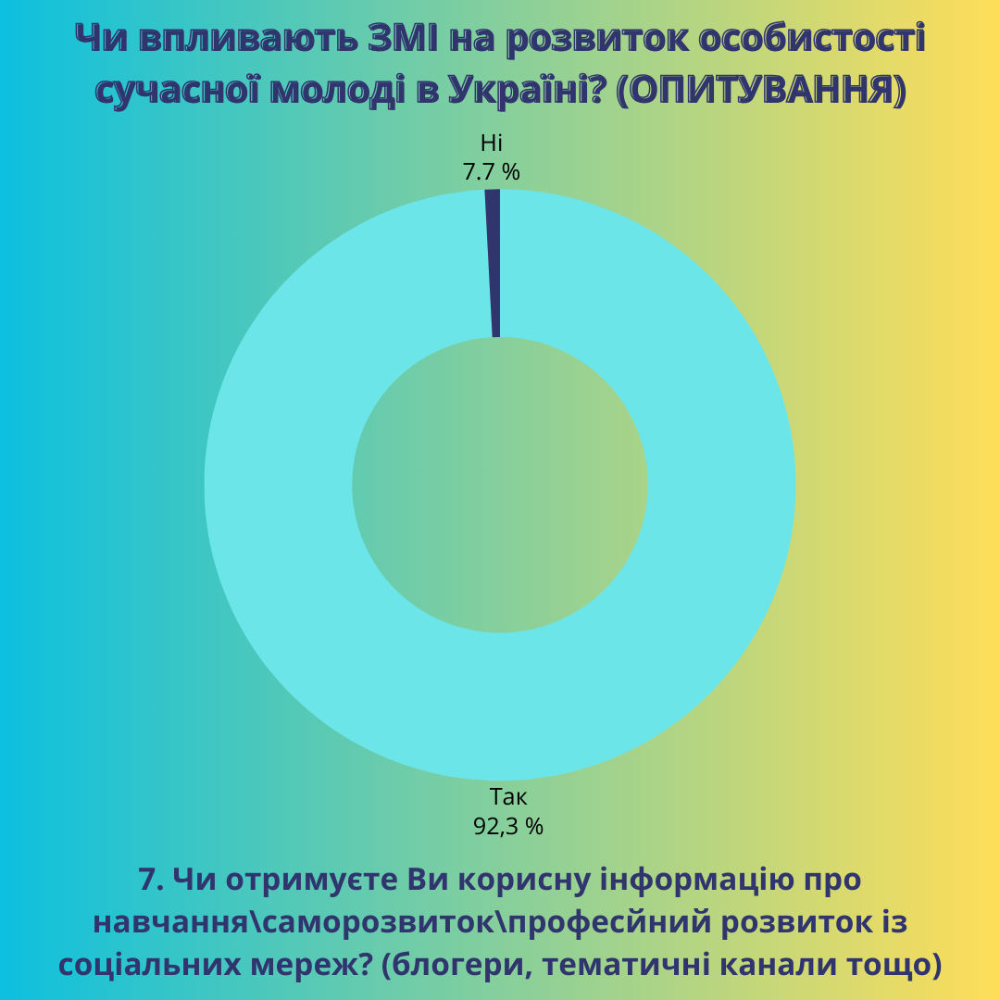 Чи впливають ЗМІ на розвиток особистості
сучасної молоді в Україні? (ОПИТУВАННЯ)
Ні
7.7 %
Так
92,3 %
7. Чи отримуєте Ви корисну інформацію про
навчання\саморозвиток\професйний розвиток із
соціальних мереж? (блогери, тематичні канали тощо)